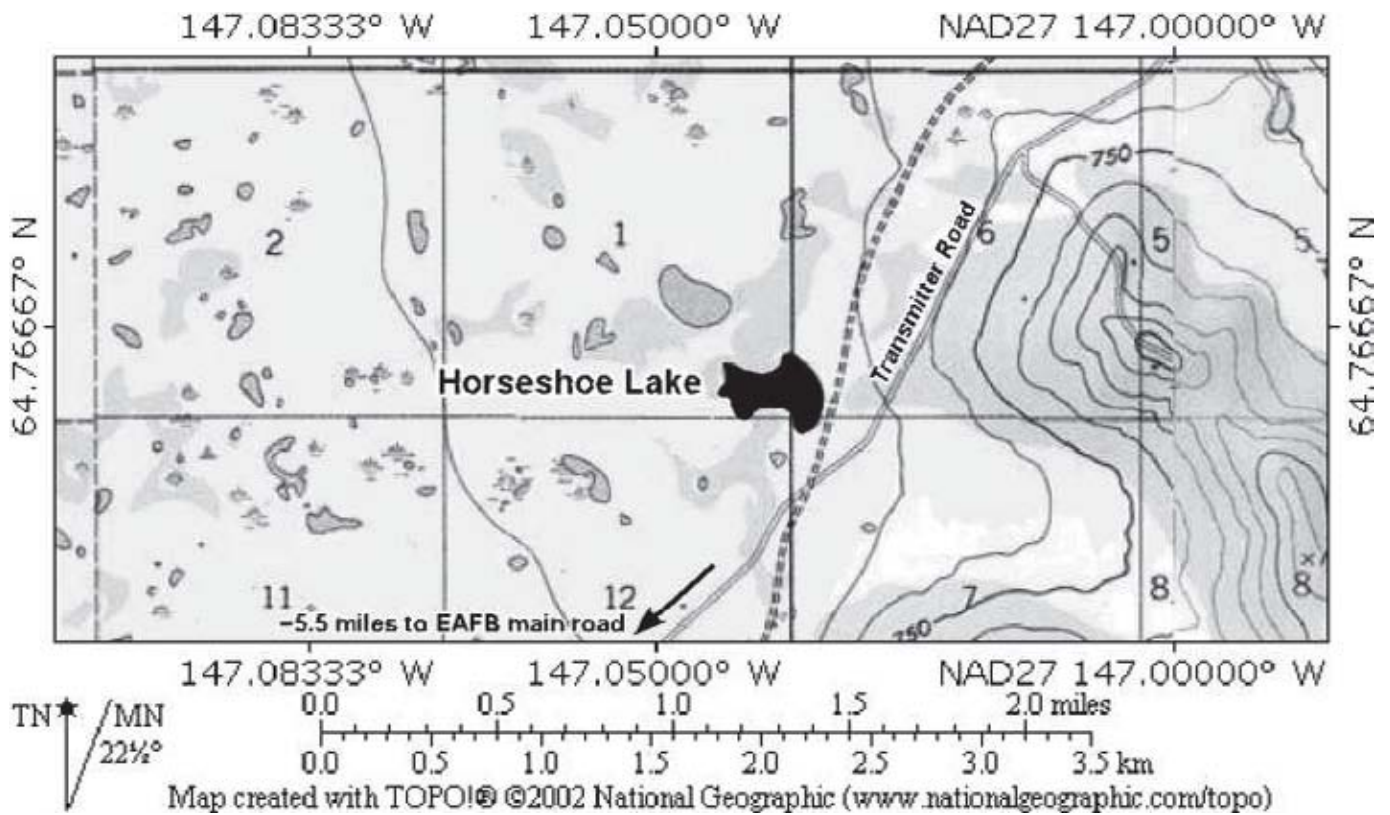 147.08333° W 147.05000° W NAD27 147.00000° W
750
2 1 6 5 5
Transmitter Road
64.76667° N 64.76667° N
Horseshoe Lake
11 12 7 8 8
~5.5 miles to EAFB main road
750
147.08333° W 147.05000° W NAD27 147.00000° W
TN MN
22½°
0.0 0.5 1.0 1.5 2.0 miles
0.0 0.5 1.0 1.5 2.0 2.5 3.0 3.5 km
Map created with TOPO!® ©2002 National Geographic (www.nationalgeographic.com/topo)